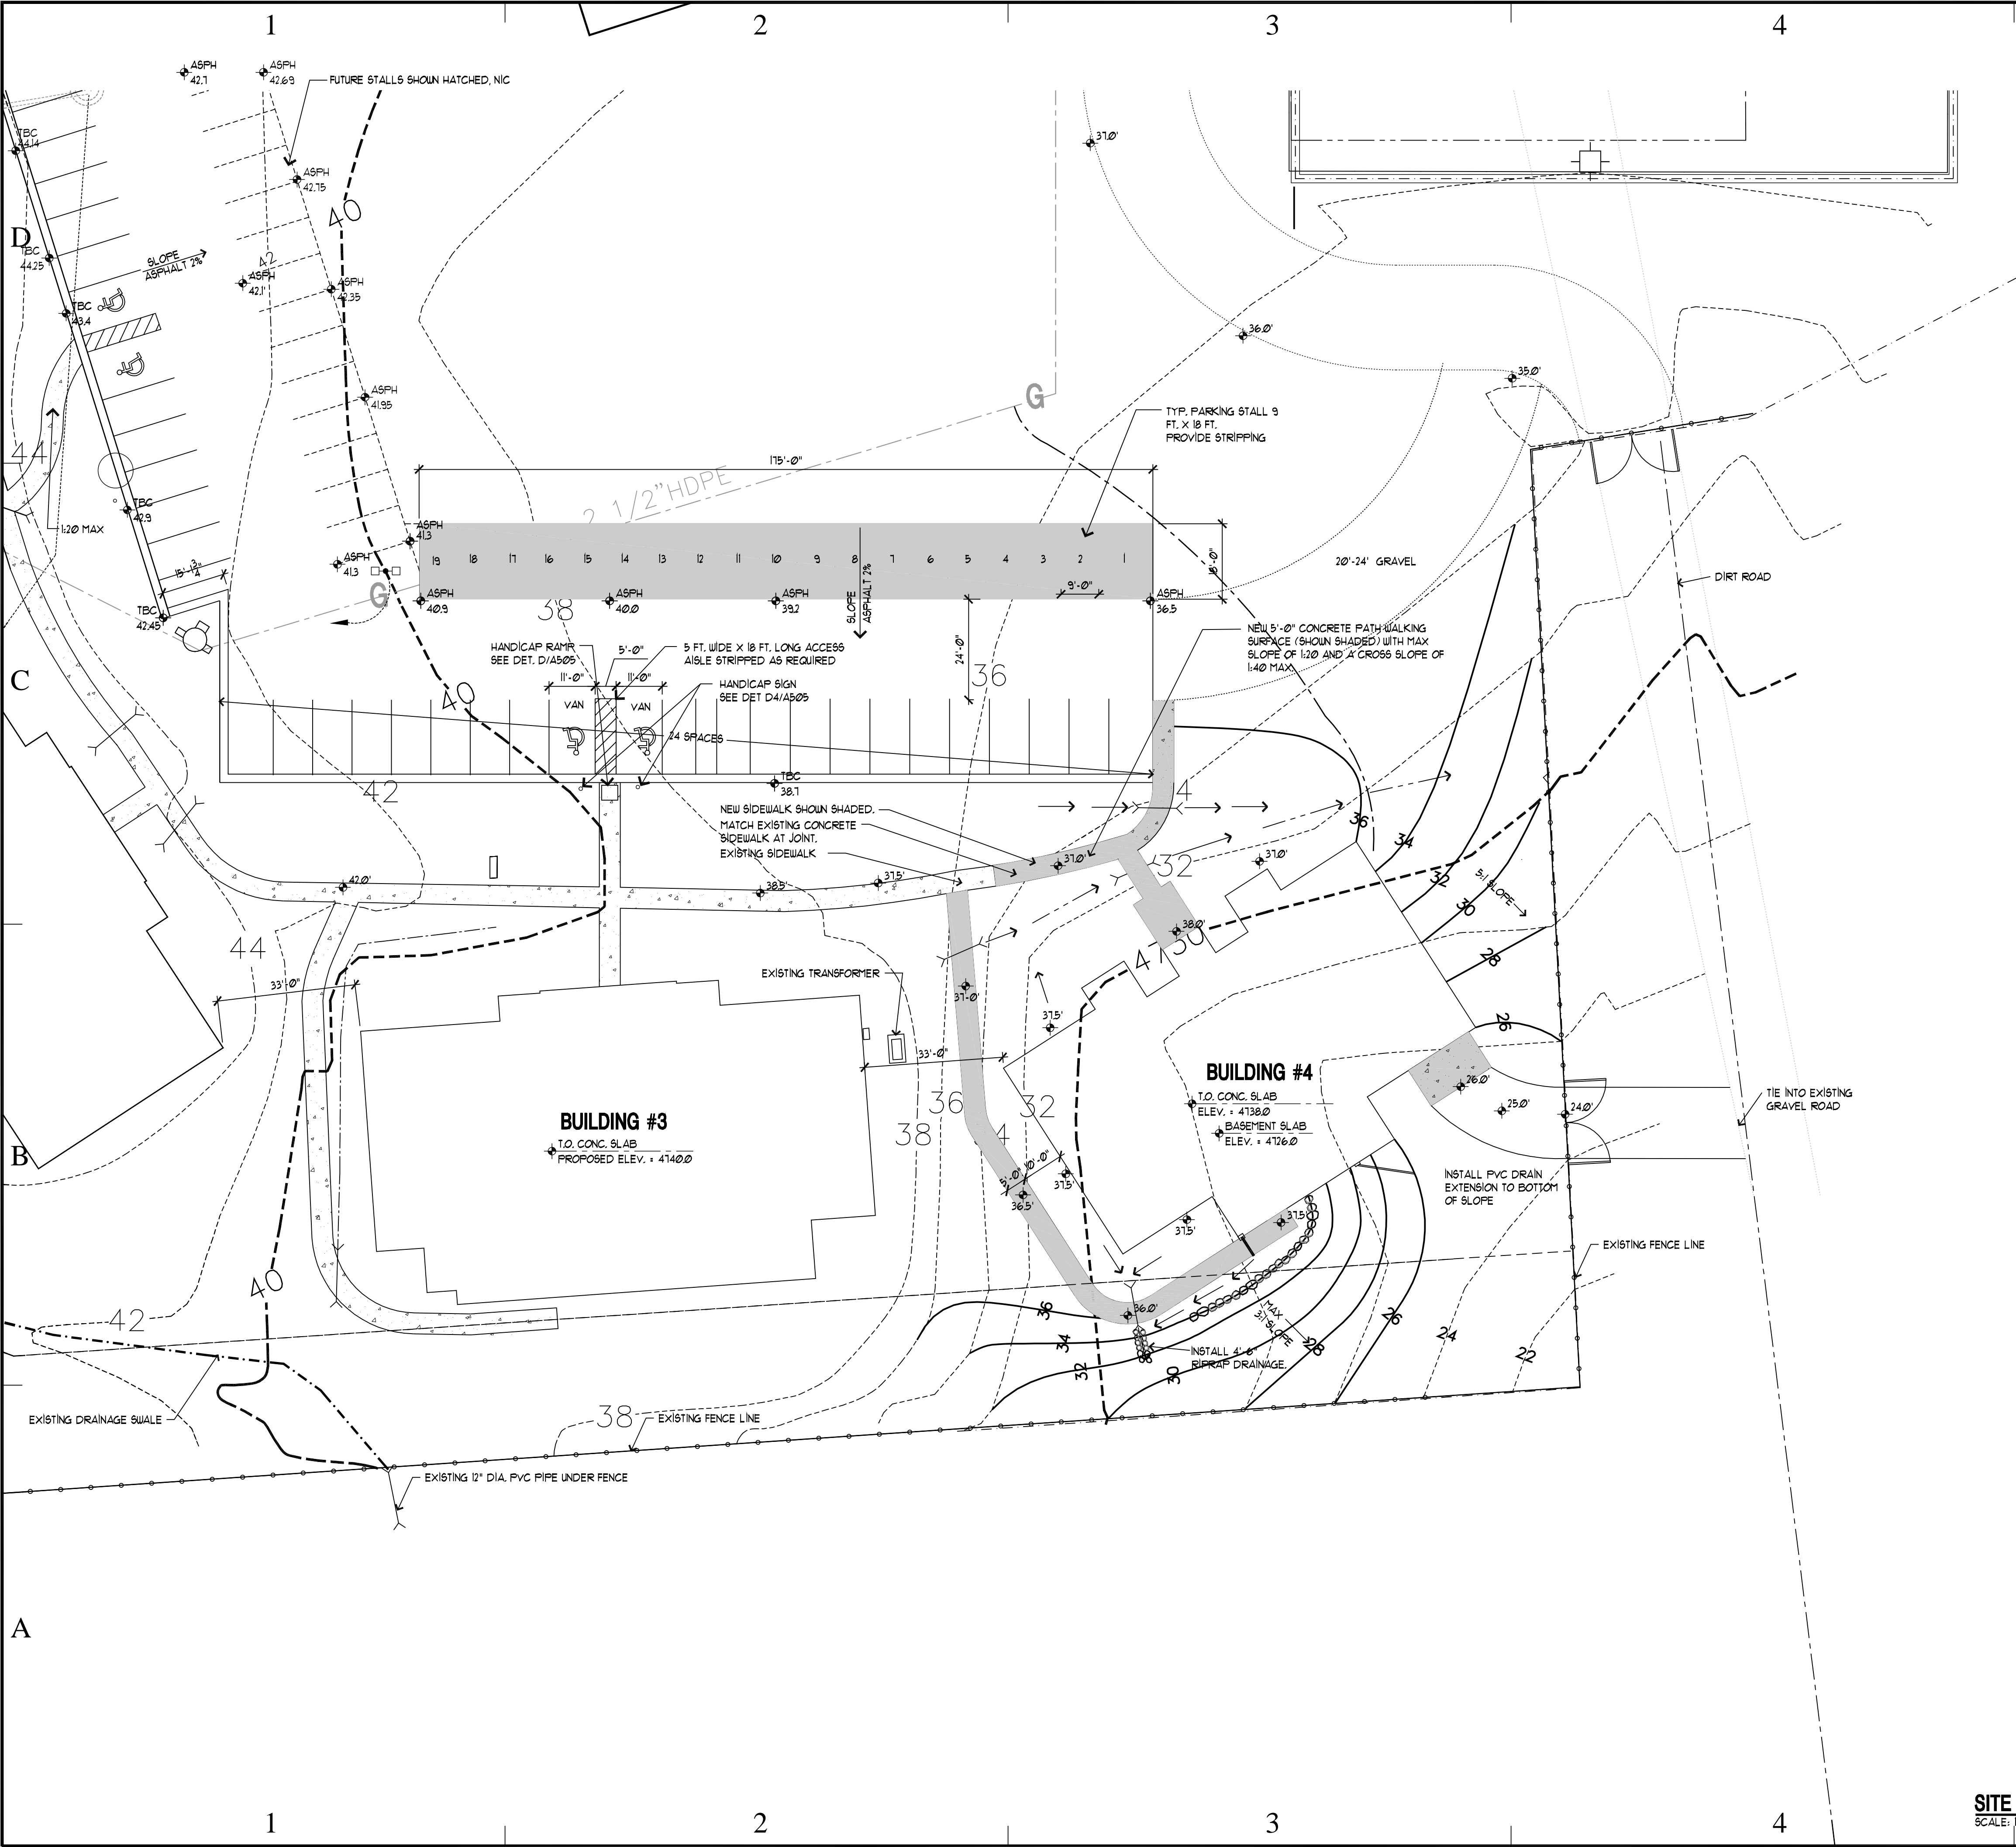 1
2
3
4
ASPH
42.7
ASPH
42.69
FUTURE STALLS SHOWN HATCHED, NIC
TBC
44.14
37.0'
ASPH
42.75
40
D
TBC
44.25
SLOPE
ASPHALT 2%
42
ASPH
42.1'
ASPH
42.35
TBC
43.4
36.0'
35.0'
ASPH
41.95
G
TYP. PARKING STALL 9
FT. X 18 FT.
PROVIDE STRIPPING
44
175'-0"
2 1/2"HDPE
TBC
42.9
1:20 MAX
ASPH
41.3
ASPH
41.3
19 18 17 16 15 14 13 12 11 10 9 8 7 6 5 4 3 2 1
18'-0"
20'-24' GRAVEL
DIRT ROAD
15'-1 3/4"
G
TBC
42.45
ASPH
40.9
38
ASPH
40.0
ASPH
39.2
SLOPE
ASPHALT 2%
9'-0"
ASPH
36.5
24'-0"
HANDICAP RAMP
SEE DET. D/A505
5'-0"
5 FT. WIDE X 18 FT. LONG ACCESS
AISLE STRIPPED AS REQUIRED
NEW 5'-0" CONCRETE PATH WALKING
SURFACE (SHOWN SHADED) WITH MAX
SLOPE OF 1:20 AND A CROSS SLOPE OF
1:40 MAX.
C
36
11'-0"
11'-0"
HANDICAP SIGN
SEE DET D4/A505
40
VAN
VAN
24 SPACES
TBC
38.7
42
4
NEW SIDEWALK SHOWN SHADED.
MATCH EXISTING CONCRETE
SIDEWALK AT JOINT.
EXISTING SIDEWALK
36
34
37.0'
32
37.0'
32
30
5:1 SLOPE
42.0'
38.5'
37.5'
38.0'
4730
44
28
EXISTING TRANSFORMER
33'-0"
37-0'
37.5'
26
33'-0"
BUILDING #4
T.O. CONC. SLAB
ELEV. = 4738.0
BASEMENT SLAB
ELEV. = 4726.0
26.0'
25.0'
24.0'
TIE INTO EXISTING
GRAVEL ROAD
36
32
BUILDING #3
T.O. CONC. SLAB
PROPOSED ELEV. = 4740.0
38
34
B
5'-0"
10'-0"
37.5'
36.5'
INSTALL PVC DRAIN
EXTENSION TO BOTTOM
OF SLOPE
37.5'
37.5'
EXISTING FENCE LINE
40
42
36
36.0'
MAX
3:1 SLOPE
26
24
22
34
32
30
28
INSTALL 4'-6"
RIPRAP DRAINAGE.
EXISTING DRAINAGE SWALE
38
EXISTING FENCE LINE
EXISTING 12" DIA. PVC PIPE UNDER FENCE
A
1
2
3
4
SITE
SCALE: